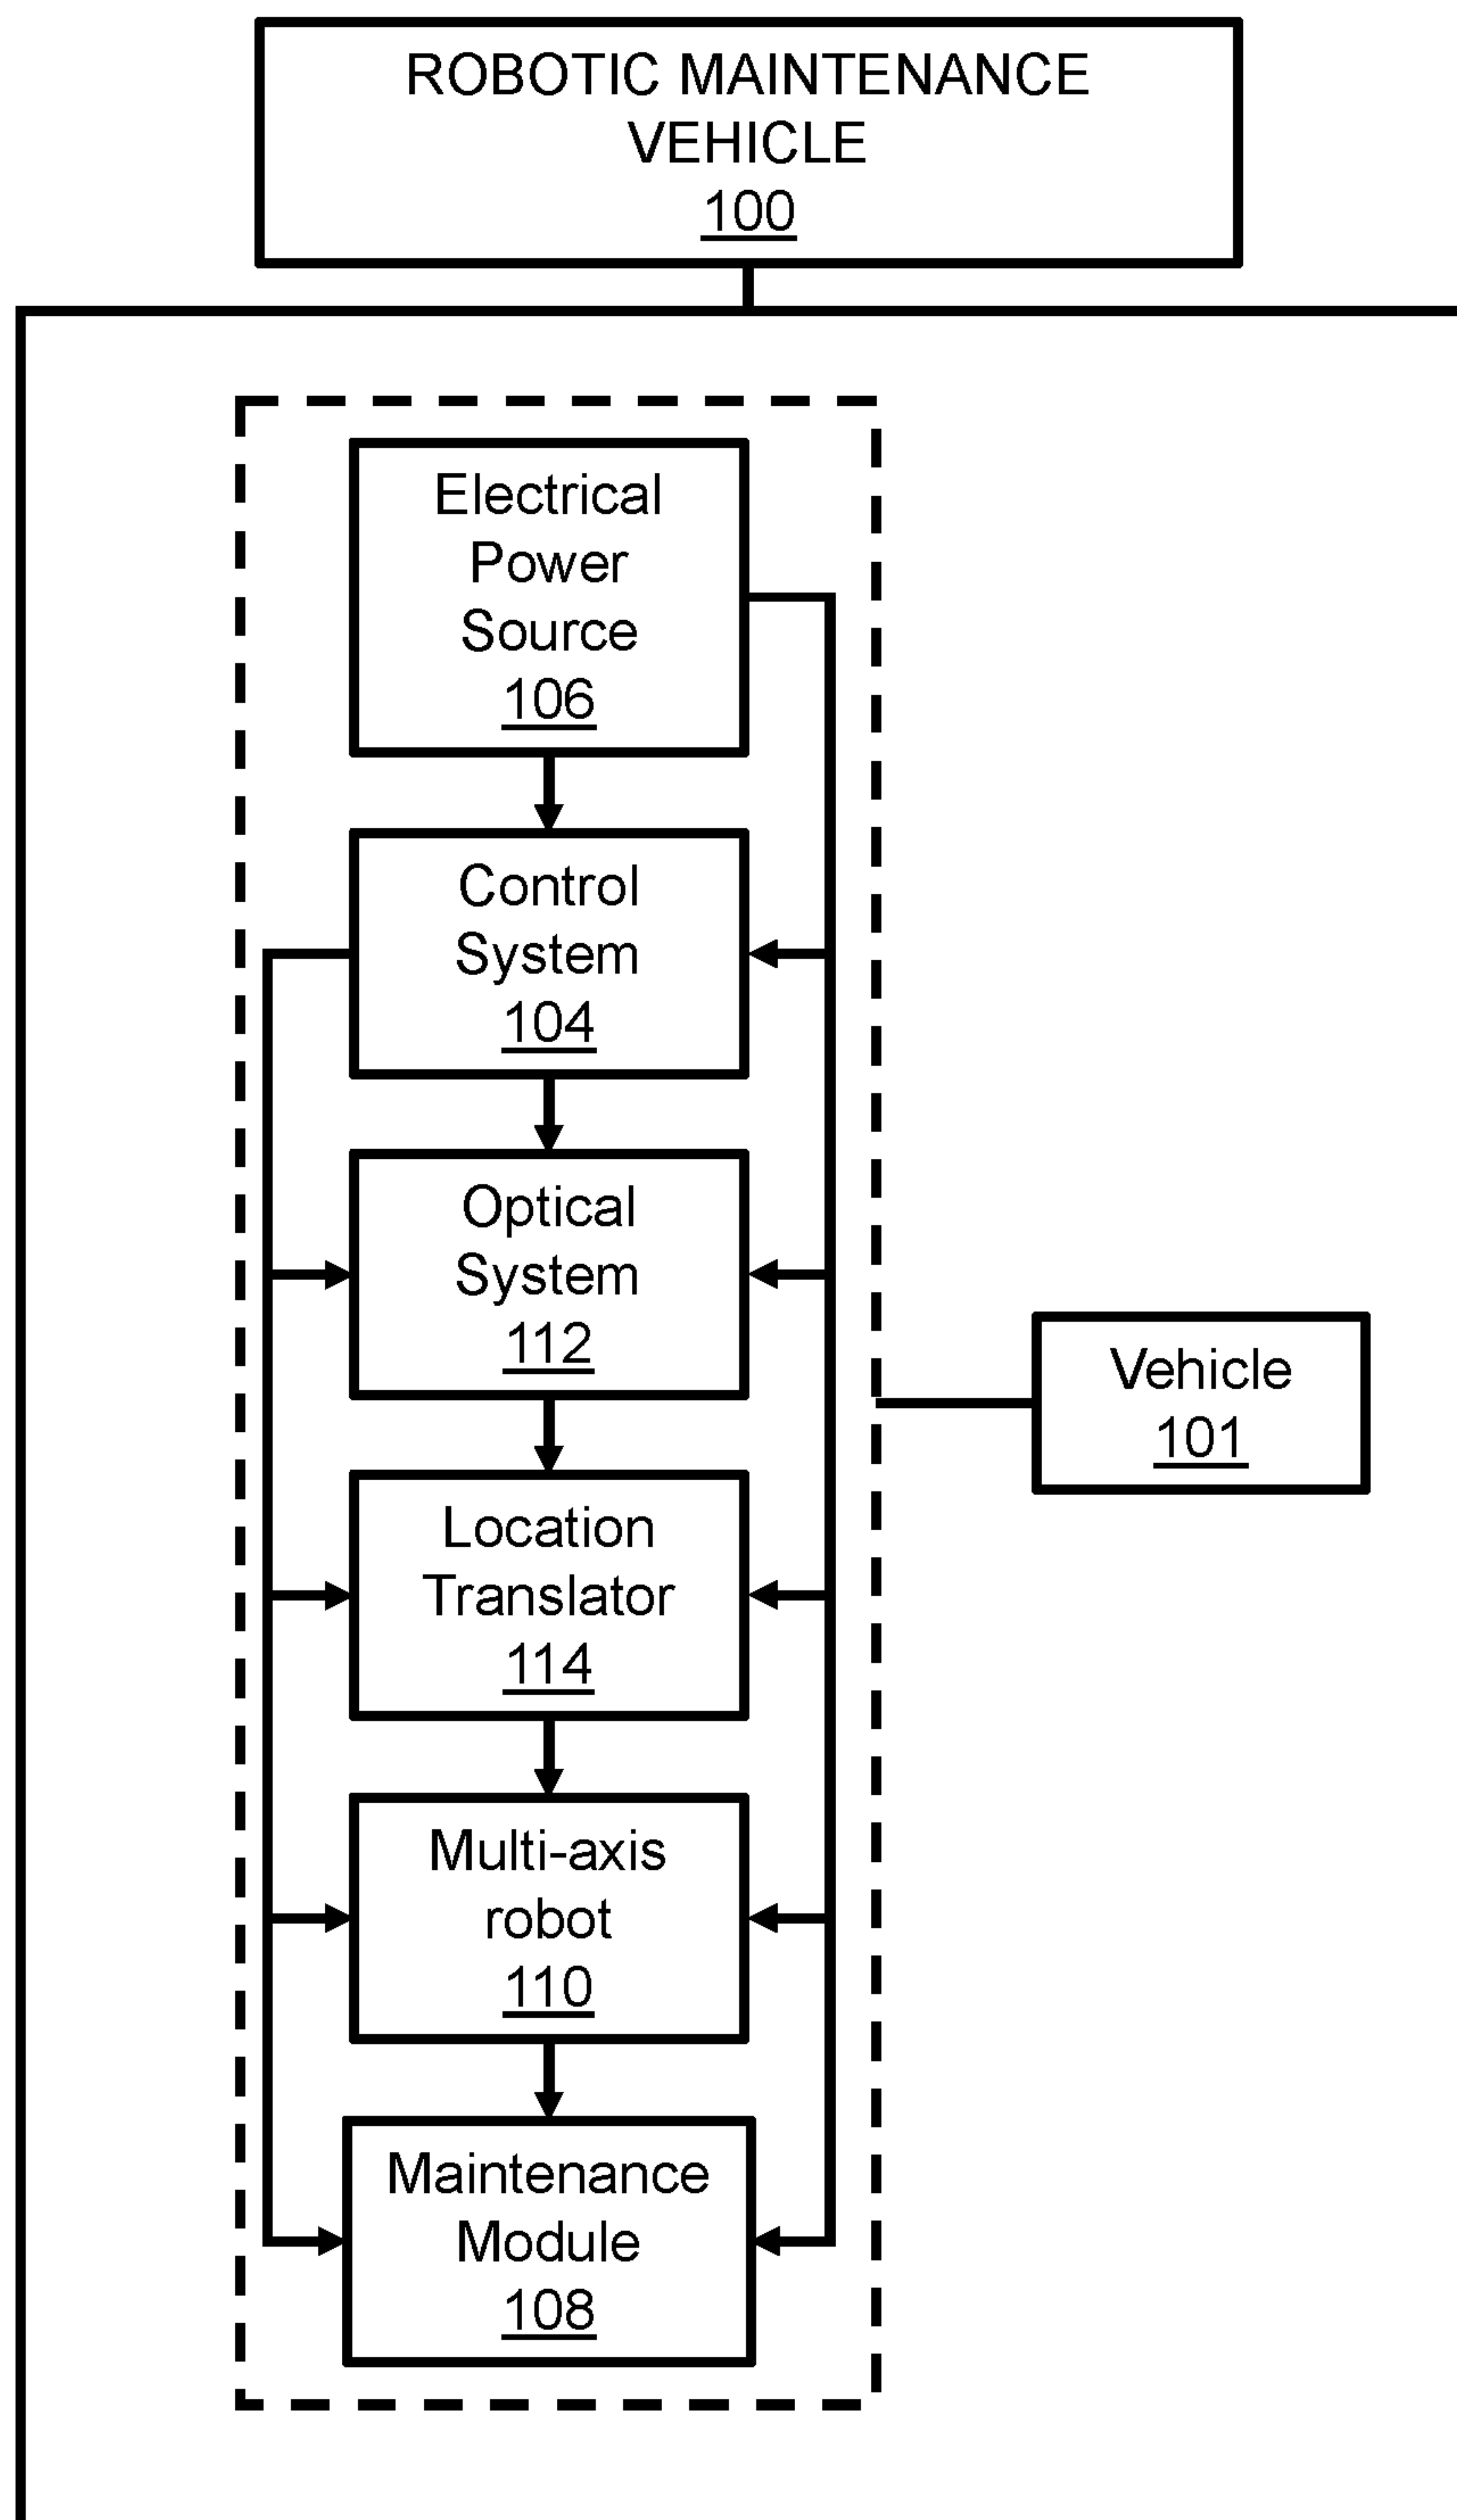 ROBOTIC MAINTENANCE
VEHICLE
100
Electrical
Power
Source
106
Control
System
104
Optical
System
112
Vehicle
101
Location
Translator
114
Multi-axis
robot
110
Maintenance
Module
108